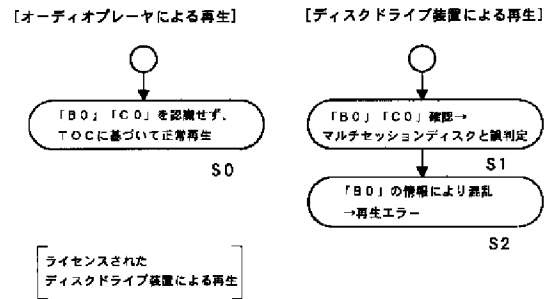 [オーディオプレーヤによる再生]
[ディスクドライブ装置による再生]
「B0」「C0」を認識せず、
TOCに基づいて正常再生
S0
「B0」「C0」確認→
マルチセッションディスクと誤判定
S1
「B0」の情報により混乱
→再生エラー
S2
ライセンスされた
ディスクドライブ装置による再生